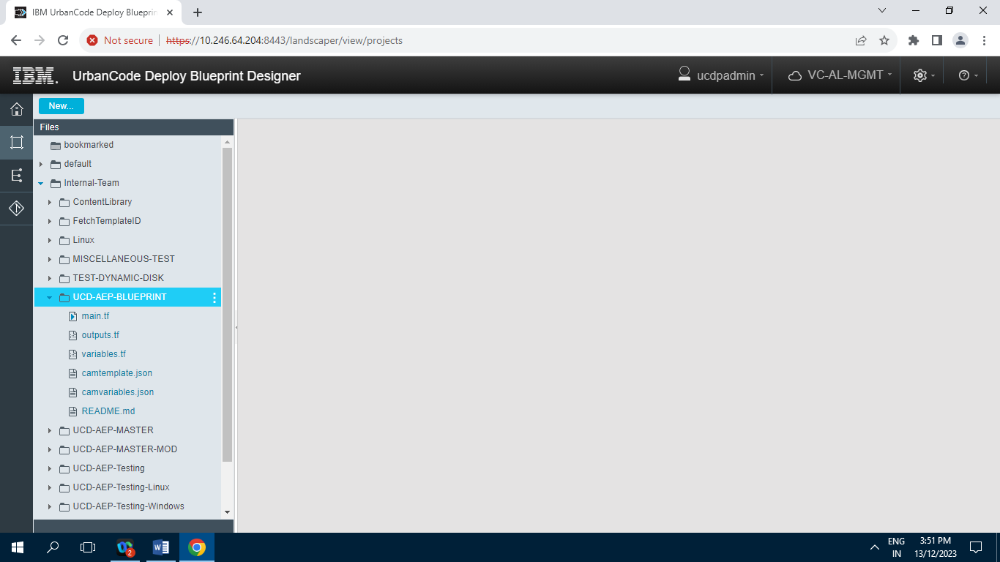 IBM UrbanCode Deploy Blueprin
Not secure https://10.246.64.204:8443/landscaper/view/projects
IBM. UrbanCode Deploy Blueprint Designer ucdpadmin VC-AL-MGMT
New...
Files
bookmarked
default
Internal-Team
ContentLibrary
FetchTemplateID
Linux
MISCELLANEOUS-TEST
TEST-DYNAMIC-DISK
UCD-AEP-BLUEPRINT
main.tf
outputs.tf
variables.tf
camtemplate.json
camvariables.json
README.md
UCD-AEP-MASTER
UCD-AEP-MASTER-MOD
UCD-AEP-Testing
UCD-AEP-Testing-Linux
UCD-AEP-Testing-Windows
2
ENG
IN
3:51 PM
13/12/2023